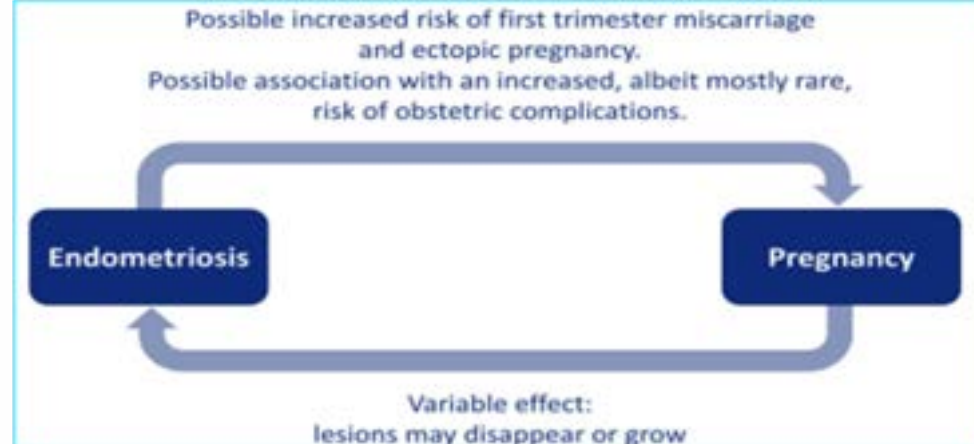 Possible increased risk of first trimester miscarriage
and ectopic pregnancy.
Possible association with an increased, albeit mostly rare,
risk of obstetric complications.
Endometriosis
Pregnancy
Variable effect:
lesions may disappear or grow